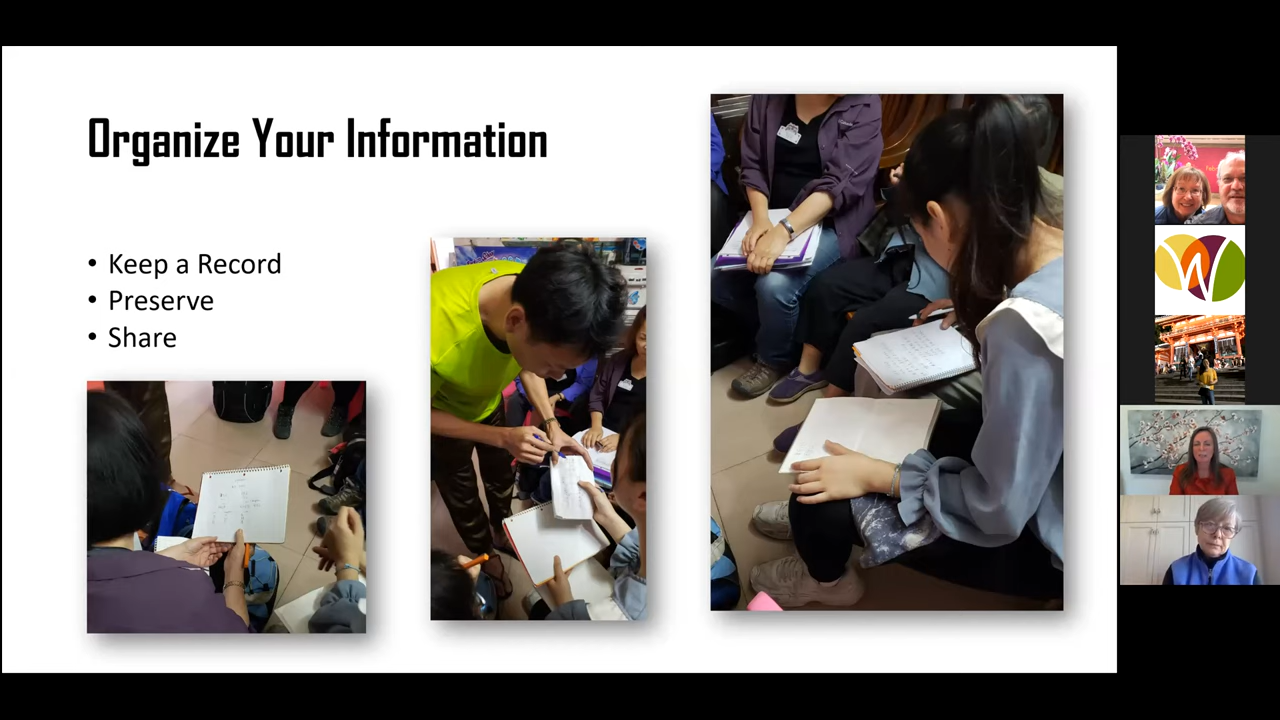 Organize Your Information
• Keep a Record
• Preserve
• Share
W